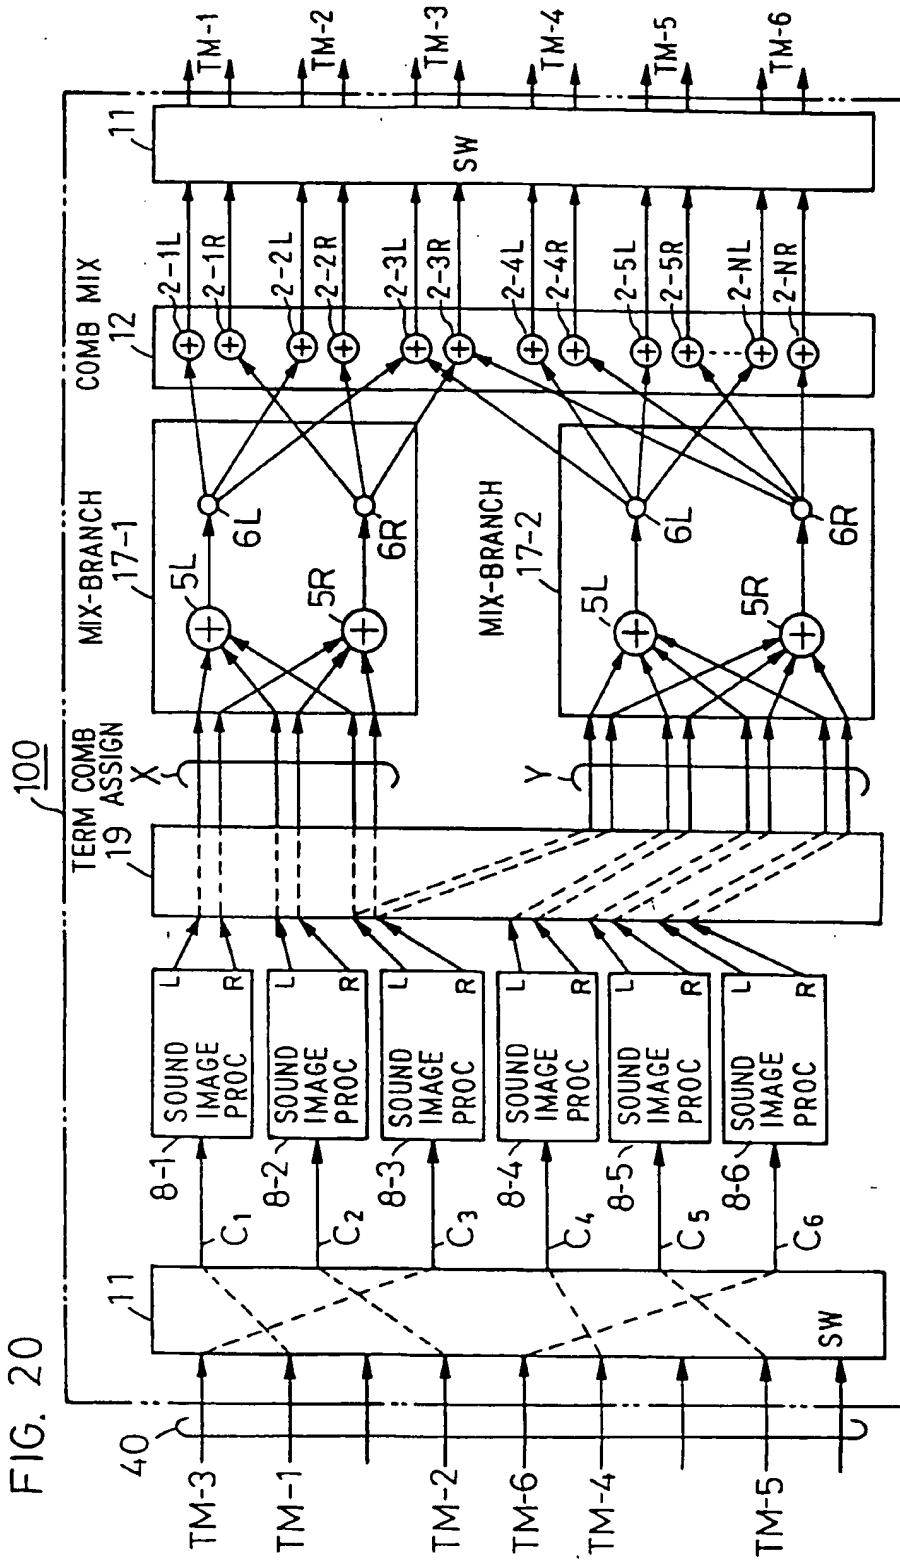 FIG. 20
100
40
TM-3
TM-1
TM-2
TM-6
TM-4
TM-5
11
SW
C1
C2
C3
C4
C5
C6
8-1
SOUND
IMAGE
PROC
L
R
8-2
SOUND
IMAGE
PROC
L
R
8-3
SOUND
IMAGE
PROC
L
R
8-4
SOUND
IMAGE
PROC
L
R
8-5
SOUND
IMAGE
PROC
L
R
8-6
SOUND
IMAGE
PROC
L
R
TERM COMB
ASSIGN
19
X
Y
MIX-BRANCH
17-1
5L
5R
6L
6R
MIX-BRANCH
17-2
5L
5R
6L
6R
COMB MIX
12
2-1L
2-1R
2-2L
2-2R
2-3L
2-3R
2-4L
2-4R
2-5L
2-5R
2-NL
2-NR
11
SW
TM-1
TM-2
TM-3
TM-4
TM-5
TM-6